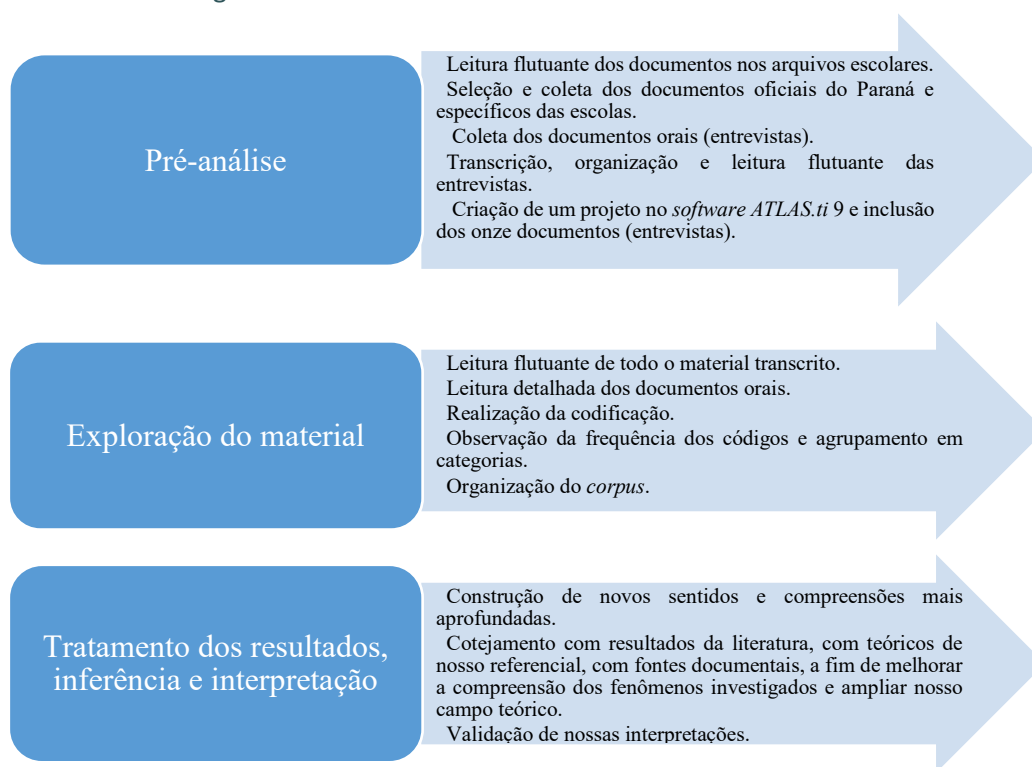 Pré-análise
Leitura flutuante dos documentos nos arquivos escolares.
Seleção e coleta dos documentos oficiais do Paraná e
específicos das escolas.
Coleta dos documentos orais (entrevistas).
Transcrição, organização e leitura flutuante das
entrevistas.
Criação de um projeto no software ATLAS.ti 9 e inclusão
dos onze documentos (entrevistas).
Exploração do material
Leitura flutuante de todo o material transcrito.
Leitura detalhada dos documentos orais.
Realização da codificação.
Observação da frequência dos códigos e agrupamento em
categorias.
Organização do corpus.
Tratamento dos resultados,
inferência e interpretação
Construção de novos sentidos e compreensões mais
aprofundadas.
Cotejamento com resultados da literatura, com teóricos de
nosso referencial, com fontes documentais, a fim de melhorar
a compreensão dos fenômenos investigados e ampliar nosso
campo teórico.
Validação de nossas interpretações.